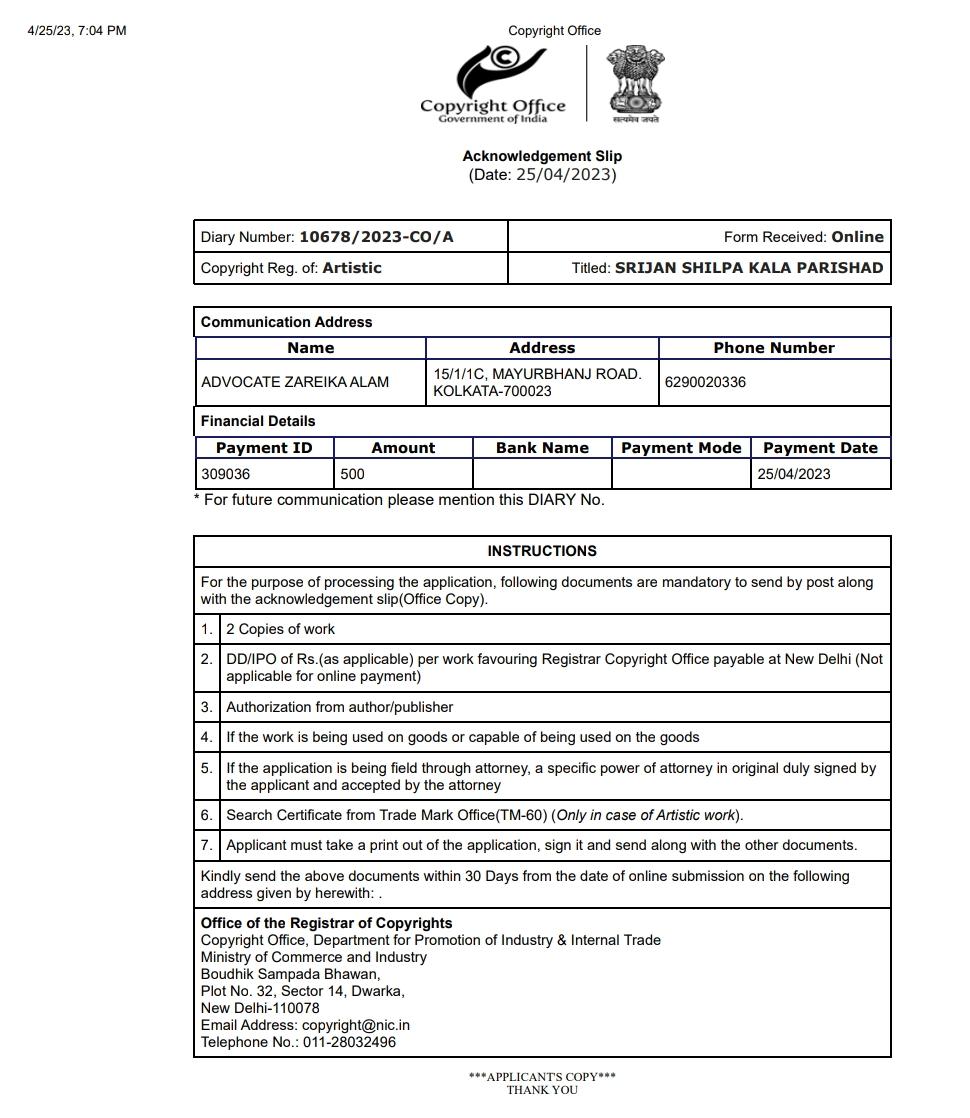 4/25/23, 7:04 PM
Copyright Office
Copyright Office
Government of India
सत्यमेव जयते
Acknowledgement Slip
(Date: 25/04/2023)
Diary Number: 10678/2023-CO/A
Form Received: Online
Copyright Reg. of: Artistic
Titled: SRIJAN SHILPA KALA PARISHAD
Communication Address
Name Address Phone Number
ADVOCATE ZAREIKA ALAM
15/1/1C, MAYURBHANJ ROAD.
KOLKATA-700023
6290020336
Financial Details
Payment ID Amount Bank Name Payment Mode Payment Date
309036 500 25/04/2023
* For future communication please mention this DIARY No.
INSTRUCTIONS
For the purpose of processing the application, following documents are mandatory to send by post along
with the acknowledgement slip(Office Copy).
1. 2 Copies of work
2. DD/IPO of Rs.(as applicable) per work favouring Registrar Copyright Office payable at New Delhi (Not
applicable for online payment)
3. Authorization from author/publisher
4. If the work is being used on goods or capable of being used on the goods
5. If the application is being field through attorney, a specific power of attorney in original duly signed by
the applicant and accepted by the attorney
6. Search Certificate from Trade Mark Office(TM-60) (Only in case of Artistic work).
7. Applicant must take a print out of the application, sign it and send along with the other documents.
Kindly send the above documents within 30 Days from the date of online submission on the following
address given by herewith: .
Office of the Registrar of Copyrights
Copyright Office, Department for Promotion of Industry & Internal Trade
Ministry of Commerce and Industry
Boudhik Sampada Bhawan,
Plot No. 32, Sector 14, Dwarka,
New Delhi-110078
Email Address: copyright@nic.in
Telephone No.: 011-28032496
***APPLICANT'S COPY***
THANK YOU